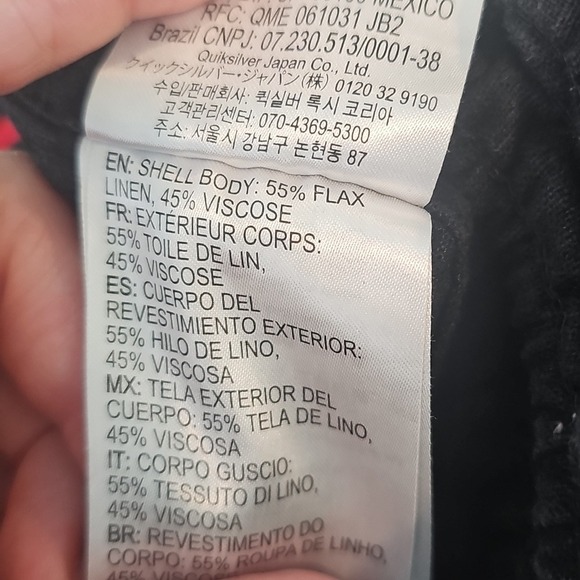 MEXICO
RFC: QME 061031 JB2
Brazil CNPJ: 07.230.513/0001-38
Quiksilver Japan Co., Ltd.
クイックシルバー・ジャパン(株) 0120 32 9190
수입/판매회사: 퀵실버 록시 코리아
고객관리센터: 070-4369-5300
주소: 서울시 강남구 논현동 87
EN: SHELL BODY: 55% FLAX
LINEN, 45% VISCOSE
FR: EXTÉRIEUR CORPS:
55% TOILE DE LIN,
45% VISCOSE
ES: CUERPO DEL
REVESTIMIENTO EXTERIOR:
55% HILO DE LINO,
45% VISCOSA
MX: TELA EXTERIOR DEL
CUERPO: 55% TELA DE LINO,
45% VISCOSA
IT: CORPO GUSCIO:
55% TESSUTO DI LINO,
45% VISCOSA
BR: REVESTIMENTO DO
CORPO: 55% ROUPA DE LINHO,
45% VISCOSE